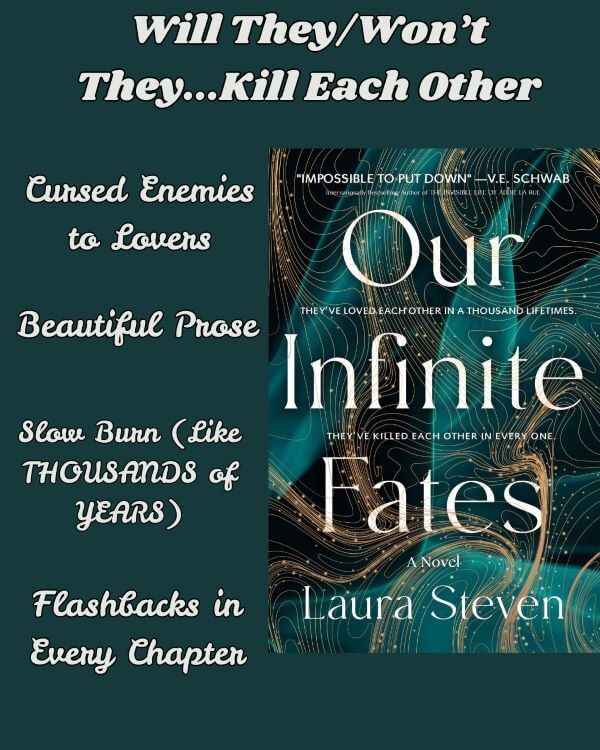 Will They/Won't
They...Kill Each Other
Cursed Enemies
to Lovers
Beautiful Prose
Slow Burn (Like
THOUSANDS of
YEARS)
Flashbacks in
Every Chapter
"IMPOSSIBLE TO PUT DOWN" —V.E. SCHWAB
Internationally Bestselling Author of THE INVISIBLE LIFE OF ADDIE LA RUE
Our
THEY'VE LOVED EACH OTHER IN A THOUSAND LIFETIMES.
Infinite
THEY'VE KILLED EACH OTHER IN EVERY ONE.
Fates
A Novel
Laura Steven